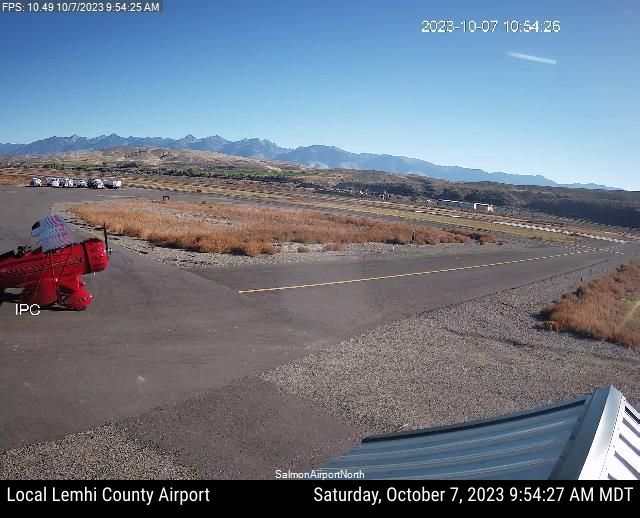 FPS: 10.49 10/7/2023 9:54:25 AM
2023-10-07 10:54:26
IPC
SalmonAirportNorth
Local Lemhi County Airport
Saturday, October 7, 2023 9:54:27 AM MDT